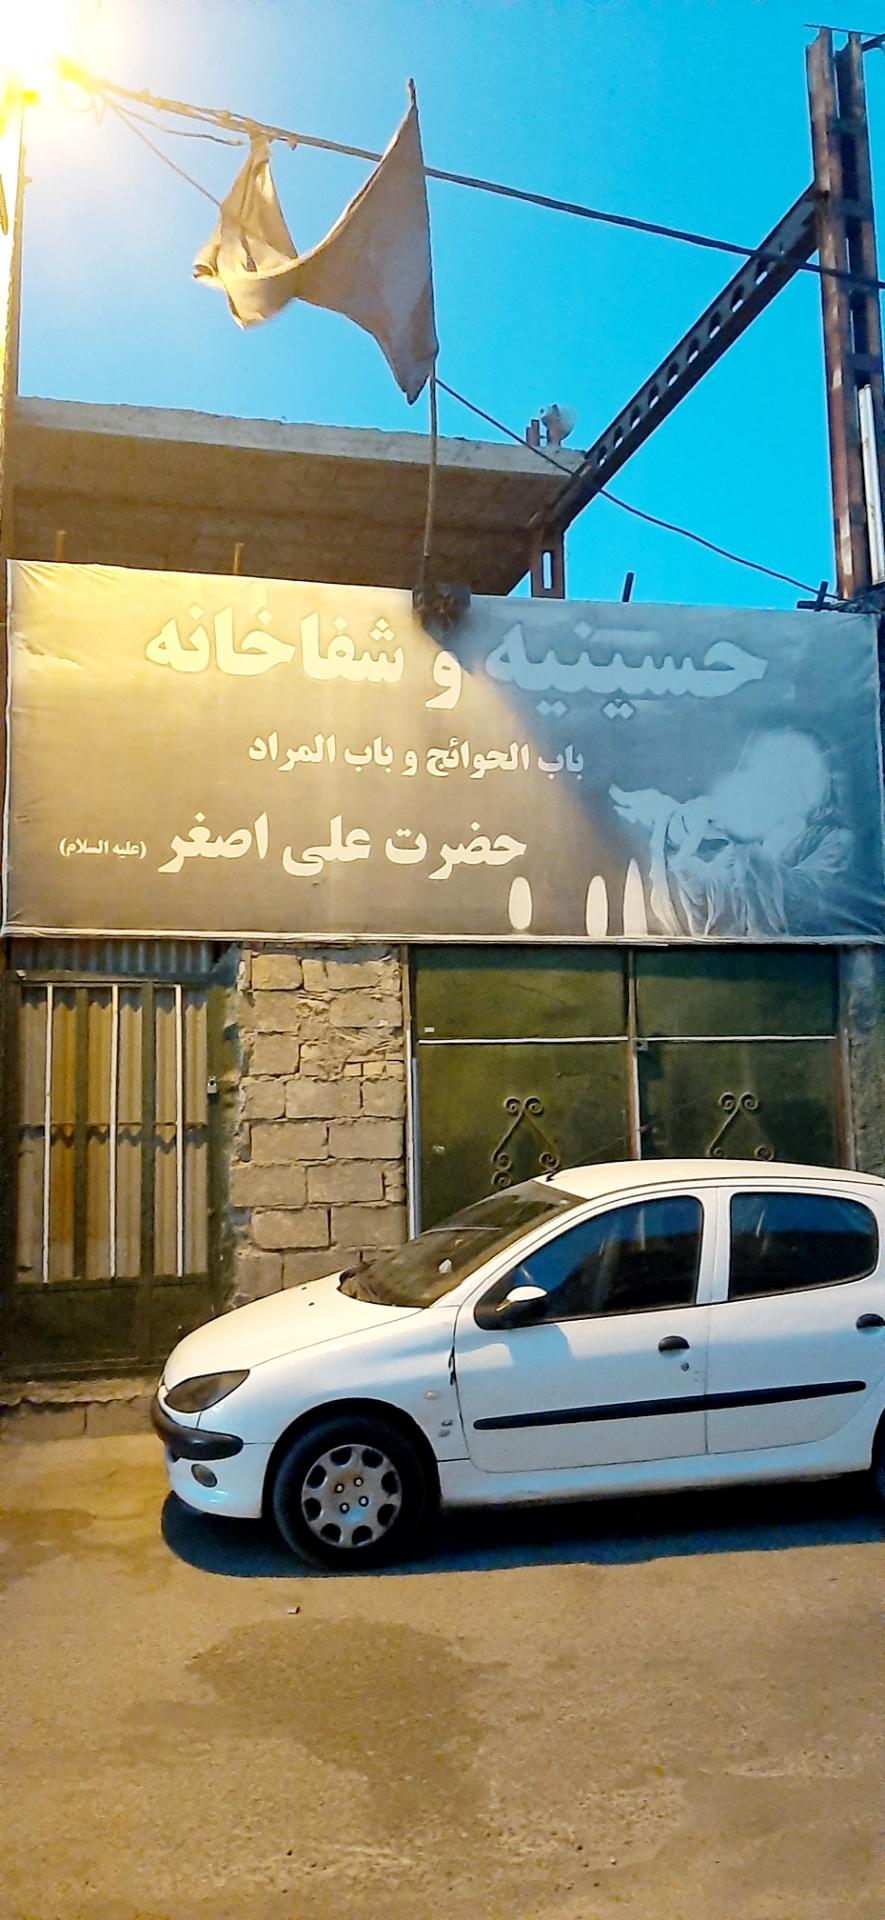 حسینیه و شفاخانه
باب الحوائج و باب المراد
حضرت علی اصغر (علیه السلام)